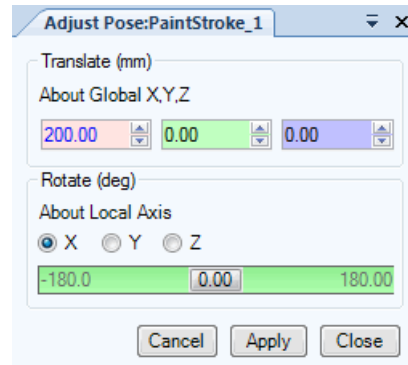 Adjust Pose:PaintStroke_1
Translate (mm)
About Global X,Y,Z
200.00 0.00 0.00
Rotate (deg)
About Local Axis
X Y Z
-180.0 0.00 180.00
Cancel Apply Close